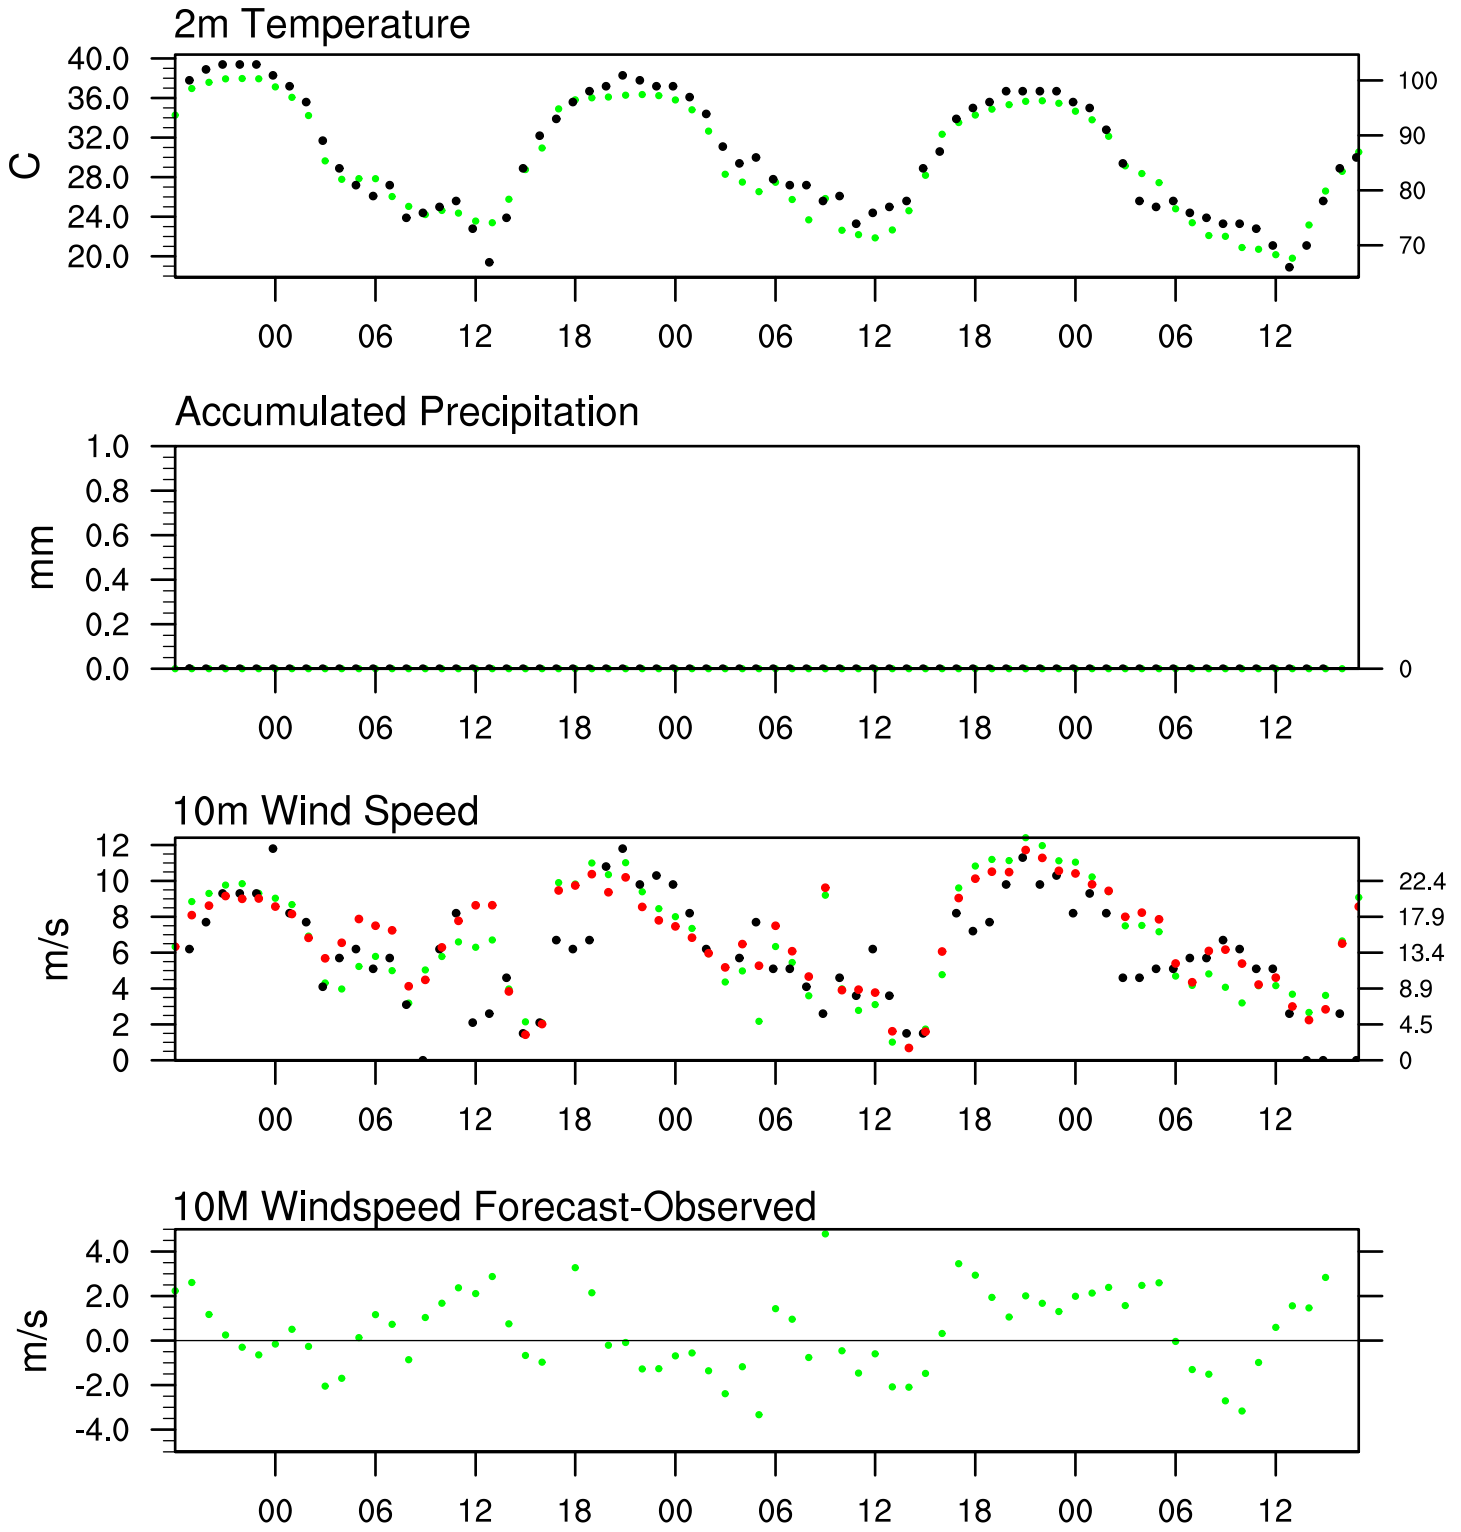 2m Temperature
40.0
36.0
32.0
28.0
24.0
20.0
C
100
90
80
70
00 06 12 18 00 06 12 18 00 06 12
Accumulated Precipitation
1.0
0.8
0.6
0.4
0.2
0.0
mm
0
00 06 12 18 00 06 12 18 00 06 12
10m Wind Speed
12
10
8
6
4
2
0
m/s
22.4
17.9
13.4
8.9
4.5
0
00 06 12 18 00 06 12 18 00 06 12
10M Windspeed Forecast-Observed
4.0
2.0
0.0
-2.0
-4.0
m/s
00 06 12 18 00 06 12 18 00 06 12